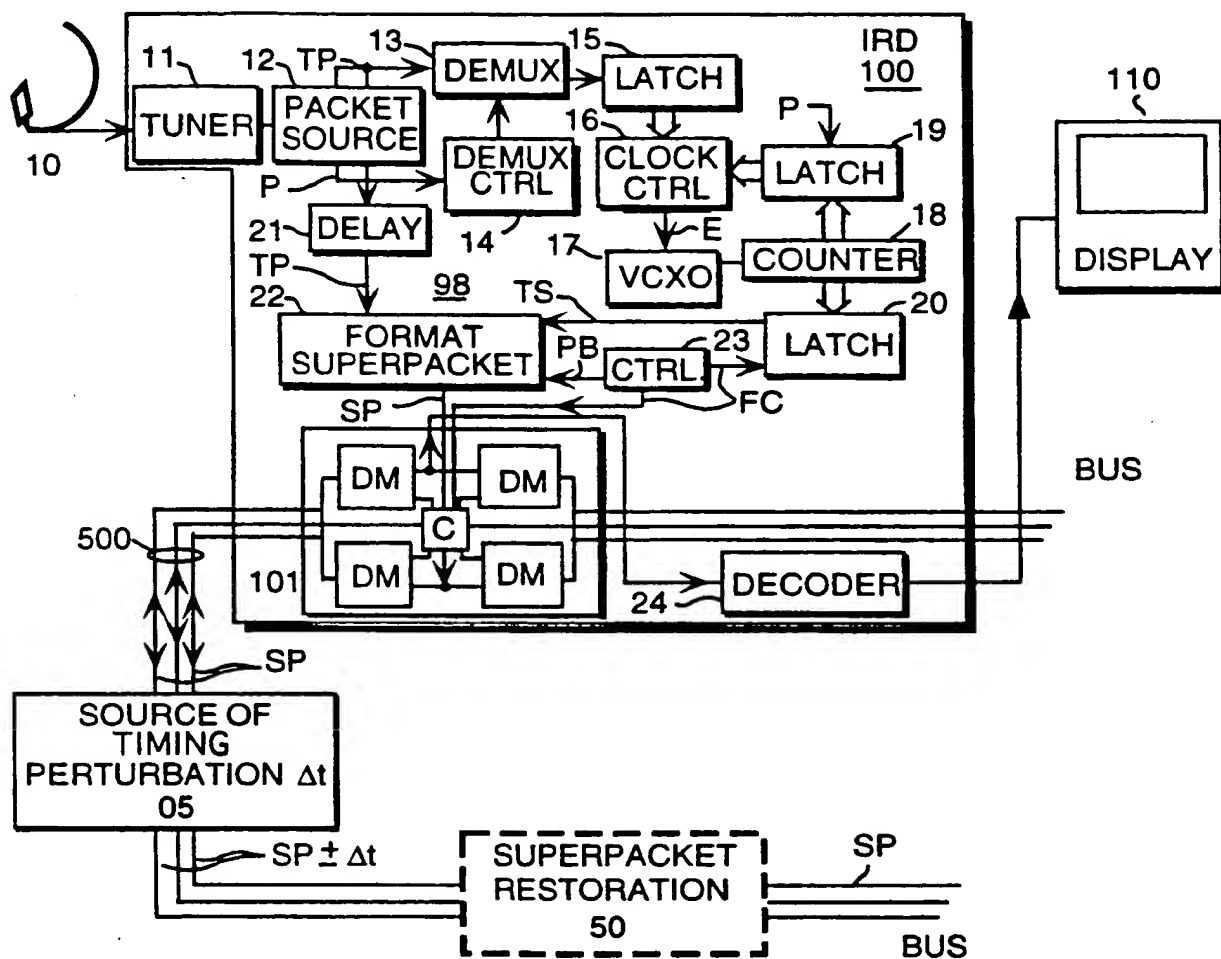 IRD
100
11
12
TP
13
15
110
TUNER
PACKET
SOURCE
DEMUX
LATCH
16
P
19
10
P
DEMUX
CTRL
CLOCK
CTRL
LATCH
21
DELAY
14
E
18
17
VCXO
COUNTER
DISPLAY
TP
98
TS
20
22
FORMAT
SUPERPACKET
PB
23
CTRL
LATCH
SP
FC
DM
DM
BUS
C
500
DM
DM
101
24
DECODER
SP
SOURCE OF
TIMING
PERTURBATION Δt
05
SP ± Δt
SUPERPACKET
RESTORATION
50
SP
BUS